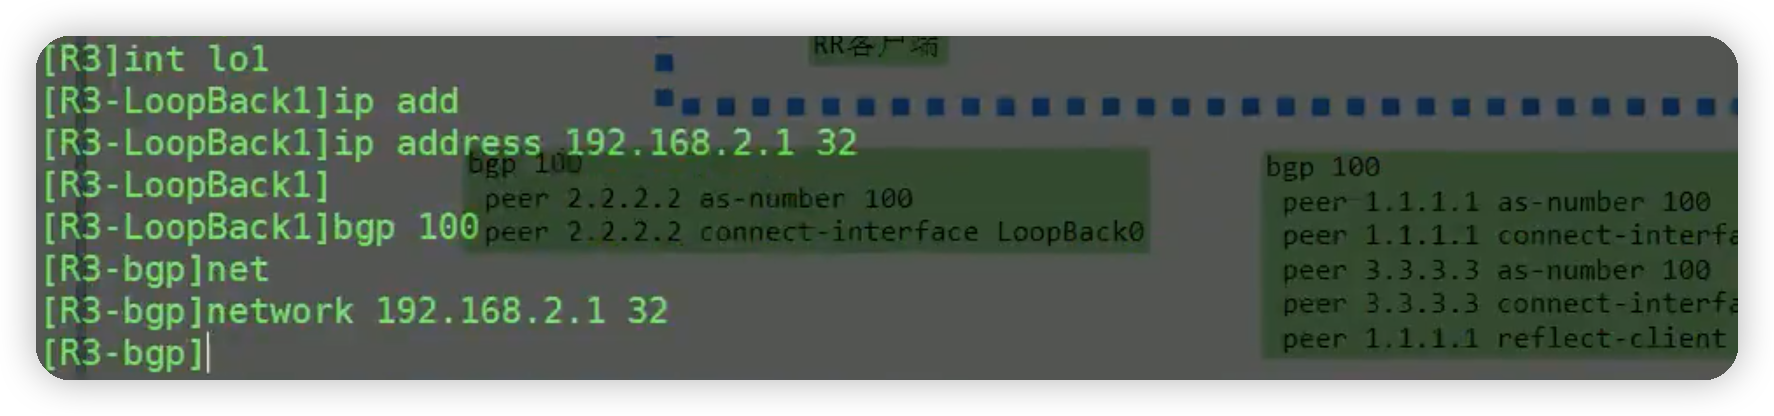 [R3]int lo1
[R3-LoopBack1]ip add
[R3-LoopBack1]ip address 192.168.2.1 32
[R3-LoopBack1]
[R3-LoopBack1]bgp 100
[R3-bgp]net
[R3-bgp]network 192.168.2.1 32
[R3-bgp]
RR客户端
bgp 100
peer 2.2.2.2 as-number 100
peer 2.2.2.2 connect-interface LoopBack0
bgp 100
peer 1.1.1.1 as-number 100
peer 1.1.1.1 connect-interfa
peer 3.3.3.3 as-number 100
peer 3.3.3.3 connect-interfa
peer 1.1.1.1 reflect-client